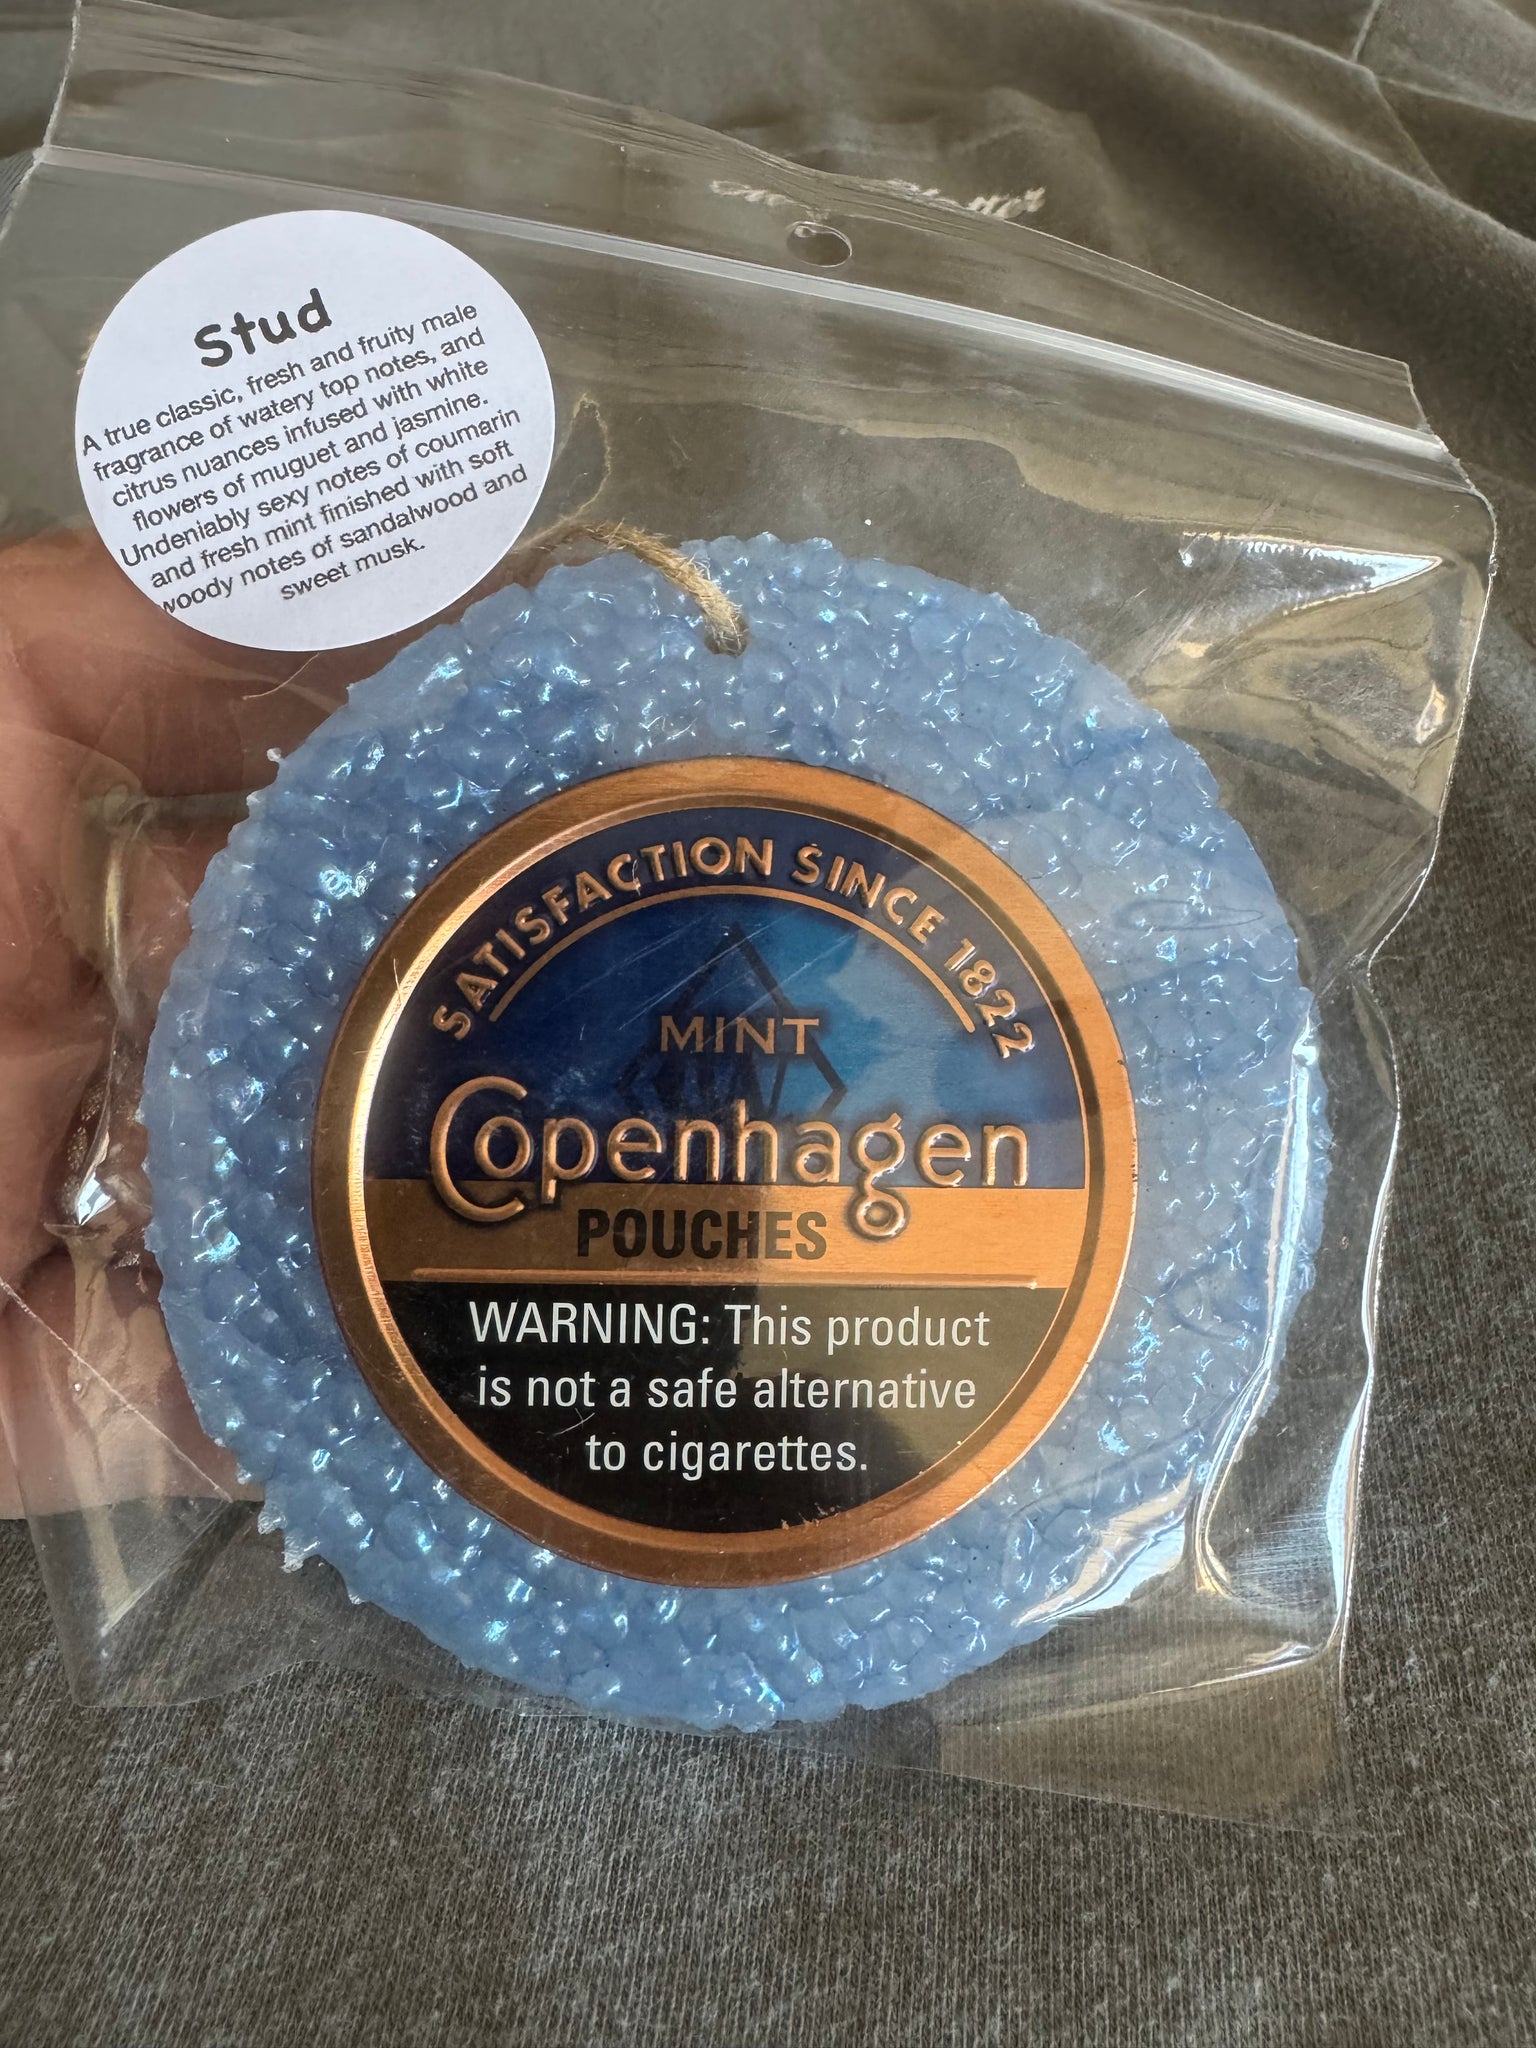 Stud
A true classic, fresh and fruity male
fragrance of watery top notes, and
citrus nuances infused with white
flowers of muguet and jasmine.
Undeniably sexy notes of coumarin
and fresh mint finished with soft
woody notes of sandalwood and
sweet musk.
SATISFACTION SINCE 1822
MINT
Copenhagen
POUCHES
WARNING: This product
is not a safe alternative
to cigarettes.